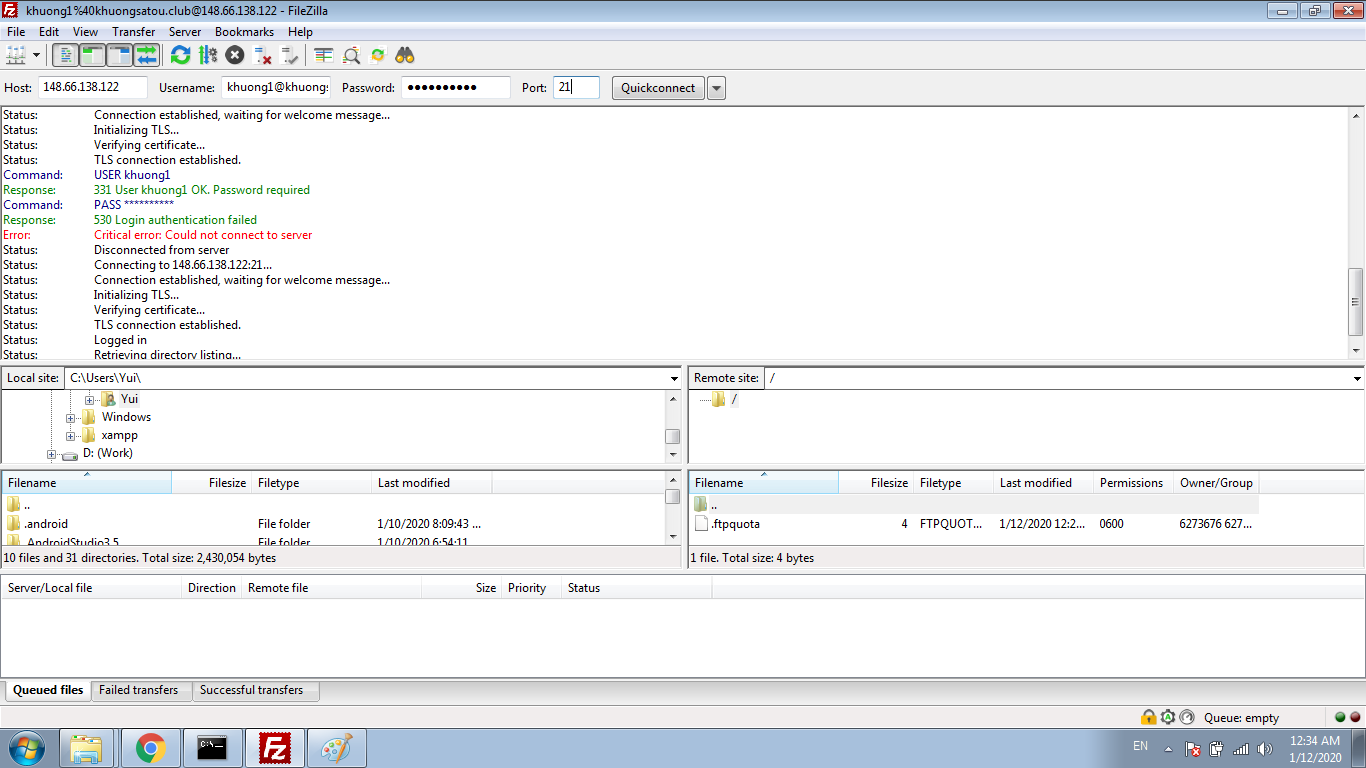 khuong1%40khuongsatou.club@148.66.138.122 - FileZilla
File Edit View Transfer Server Bookmarks Help
Host: 148.66.138.122 Username: khuong1@khuong: Password: ●●●●●●●●●● Port: 21 Quickconnect
Status: Connection established, waiting for welcome message...
Status: Initializing TLS...
Status: Verifying certificate...
Status: TLS connection established.
Command: USER khuong1
Response: 331 User khuong1 OK. Password required
Command: PASS **********
Response: 530 Login authentication failed
Error: Critical error: Could not connect to server
Status: Disconnected from server
Status: Connecting to 148.66.138.122:21...
Status: Connection established, waiting for welcome message...
Status: Initializing TLS...
Status: Verifying certificate...
Status: TLS connection established.
Status: Logged in
Status: Retrieving directory listing...
Local site: C:\Users\Yui\ Remote site: /
Yui /
Windows
xampp
D: (Work)
Filename Filesize Filetype Last modified Filename Filesize Filetype Last modified Permissions Owner/Group
.. ..
.android File folder 1/10/2020 8:09:43 ... .ftpquota 4 FTPQUOT... 1/12/2020 12:2... 0600 6273676 627...
.AndroidStudio3.5 File folder 1/10/2020 6:54:11
10 files and 31 directories. Total size: 2,430,054 bytes 1 file. Total size: 4 bytes
Server/Local file Direction Remote file Size Priority Status
Queued files Failed transfers Successful transfers
Queue: empty
EN 12:34 AM
1/12/2020